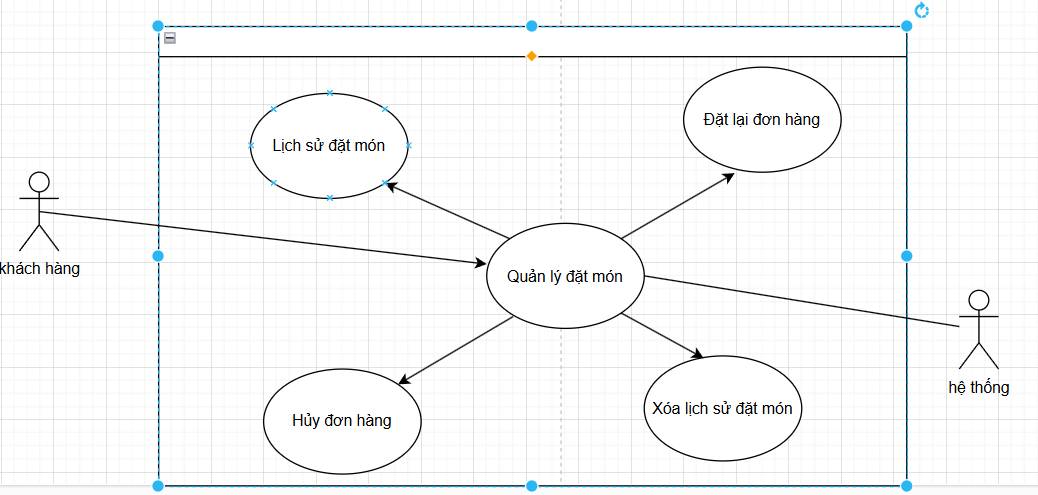 Đặt lại đơn hàng
Lịch sử đặt món
khách hàng
Quản lý đặt món
hệ thống
Hủy đơn hàng
Xóa lịch sử đặt món